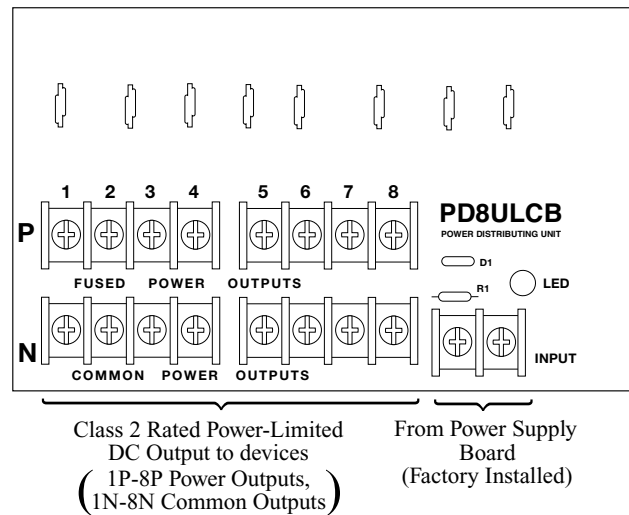 1 2 3 4 5 6 7 8
P
PD8ULCB
POWER DISTRIBUTING UNIT
D1
FUSED POWER OUTPUTS
R1
LED
N
INPUT
COMMON POWER OUTPUTS
Class 2 Rated Power-Limited
DC Output to devices
(1P-8P Power Outputs,
1N-8N Common Outputs)
From Power Supply
Board
(Factory Installed)